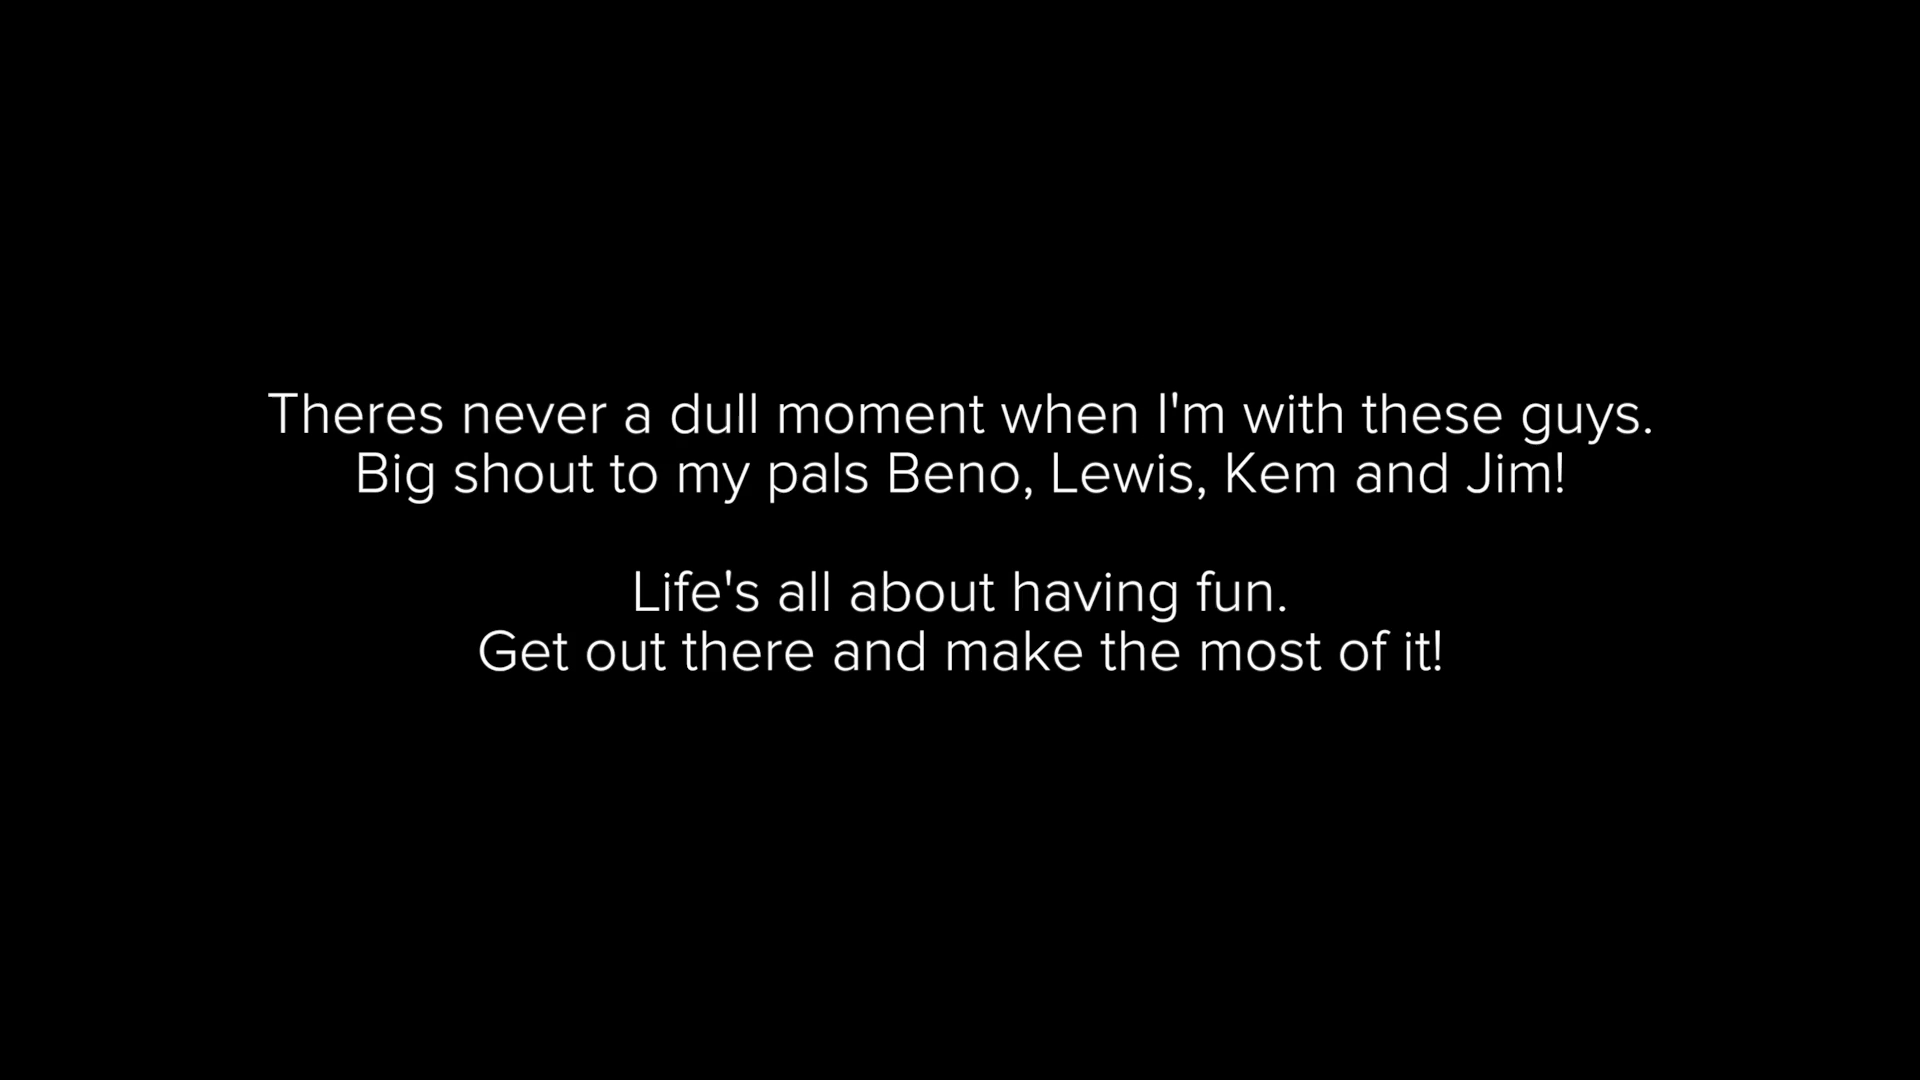 Theres never a dull moment when I'm with these guys.
Big shout to my pals Beno, Lewis, Kem and Jim!
Life's all about having fun.
Get out there and make the most of it!